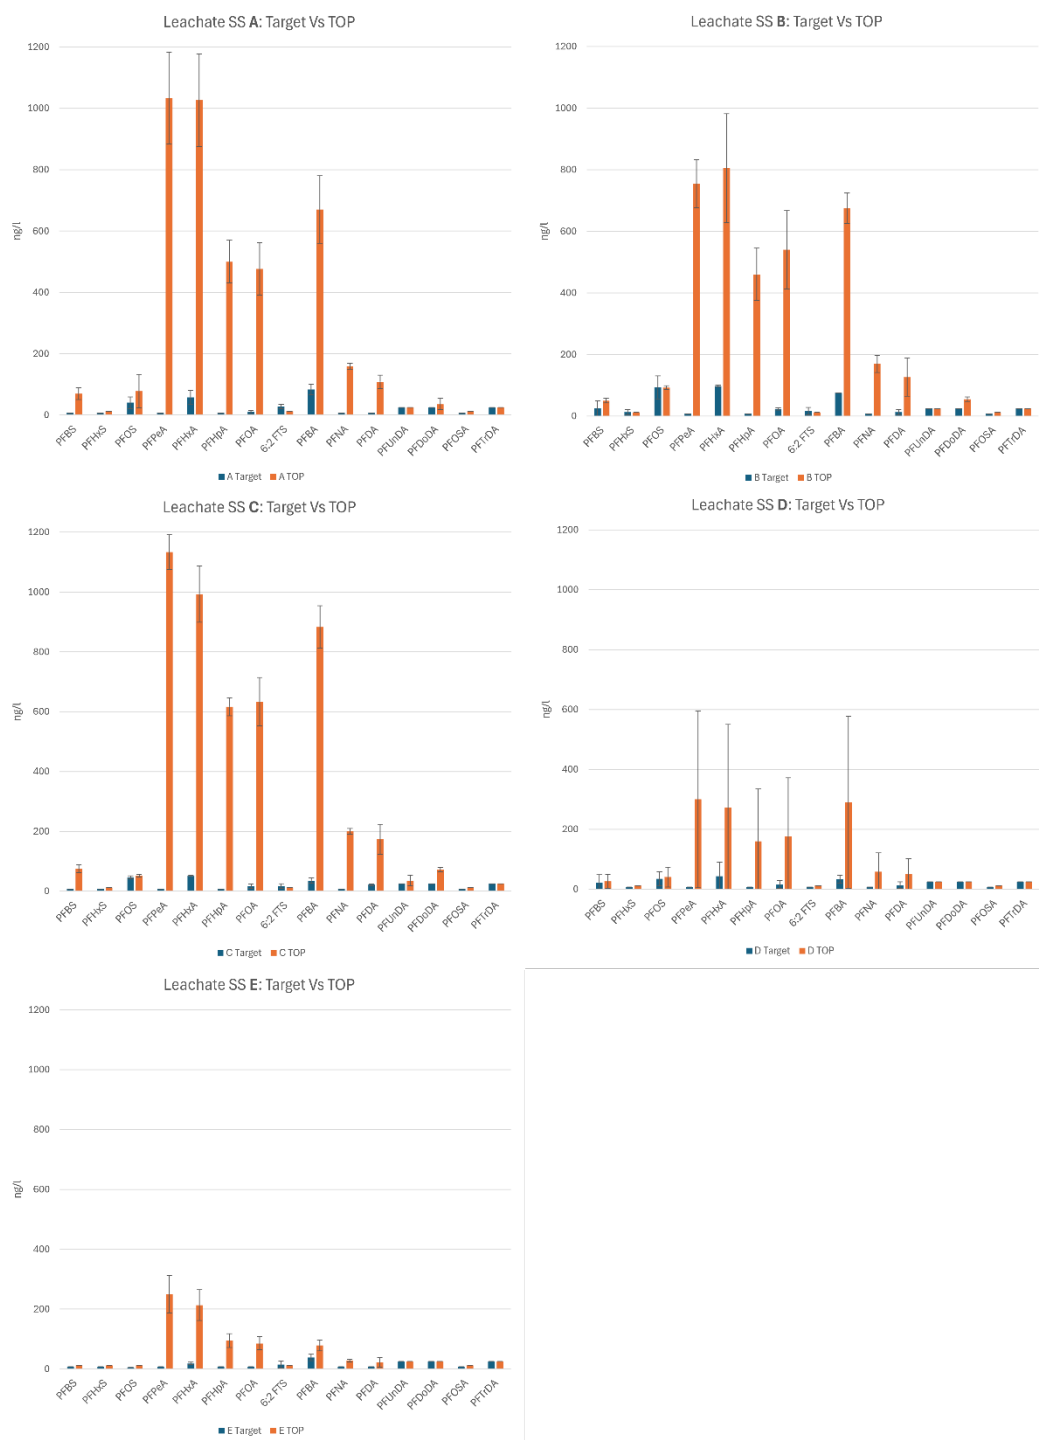 Leachate SS A: Target Vs TOP
1200
1000
800
600
400
200
0
ng/l
PFBS PFHxS PFOS PFPeA PFHxA PFHpA PFOA 6:2 FTS PFBA PFNA PFDA PFUnDA PFDoDA PFOSA PFTrDA
A Target A TOP
Leachate SS B: Target Vs TOP
1200
1000
800
600
400
200
0
ng/l
PFBS PFHxS PFOS PFPeA PFHxA PFHpA PFOA 6:2 FTS PFBA PFNA PFDA PFUnDA PFDoDA PFOSA PFTrDA
B Target B TOP
Leachate SS C: Target Vs TOP
1200
1000
800
600
400
200
0
ng/l
PFBS PFHxS PFOS PFPeA PFHxA PFHpA PFOA 6:2 FTS PFBA PFNA PFDA PFUnDA PFDoDA PFOSA PFTrDA
C Target C TOP
Leachate SS D: Target Vs TOP
1200
1000
800
600
400
200
0
ng/l
PFBS PFHxS PFOS PFPeA PFHxA PFHpA PFOA 6:2 FTS PFBA PFNA PFDA PFUnDA PFDoDA PFOSA PFTrDA
D Target D TOP
Leachate SS E: Target Vs TOP
1200
1000
800
600
400
200
0
ng/l
PFBS PFHxS PFOS PFPeA PFHxA PFHpA PFOA 6:2 FTS PFBA PFNA PFDA PFUnDA PFDoDA PFOSA PFTrDA
E Target E TOP